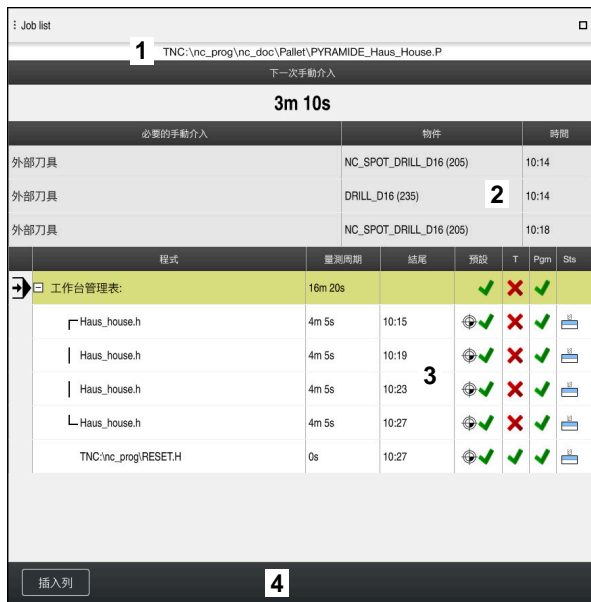 Job list
1
TNC:\nc_prog\nc_doc\Pallet\PYRAMIDE_Haus_House.P
下一次手動介入
3m 10s
必要的手動介入 物件 時間
外部刀具 NC_SPOT_DRILL_D16 (205) 10:14
外部刀具 DRILL_D16 (235) 2 10:14
外部刀具 NC_SPOT_DRILL_D16 (205) 10:18
程式 量測周期 結尾 預設 T Pgm Sts
工作台管理表: 16m 20s
Haus_house.h 4m 5s 10:15
Haus_house.h 4m 5s 10:19
3
Haus_house.h 4m 5s 10:23
Haus_house.h 4m 5s 10:27
TNC:\nc_prog\RESET.H 0s 10:27
插入列 4